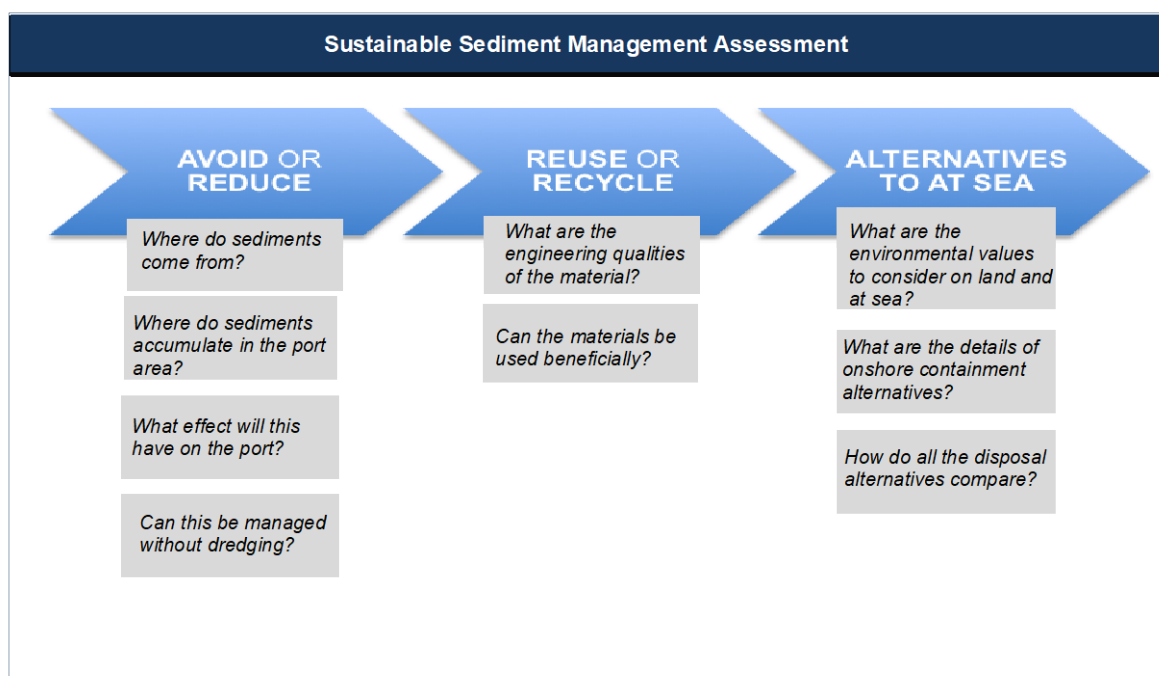 Sustainable Sediment Management Assessment
AVOID OR
REDUCE
Where do sediments
come from?
Where do sediments
accumulate in the port
area?
What effect will this
have on the port?
Can this be managed
without dredging?
REUSE OR
RECYCLE
What are the
engineering qualities
of the material?
Can the materials be
used beneficially?
ALTERNATIVES
TO AT SEA
What are the
environmental values
to consider on land and
at sea?
What are the details of
onshore containment
alternatives?
How do all the disposal
alternatives compare?